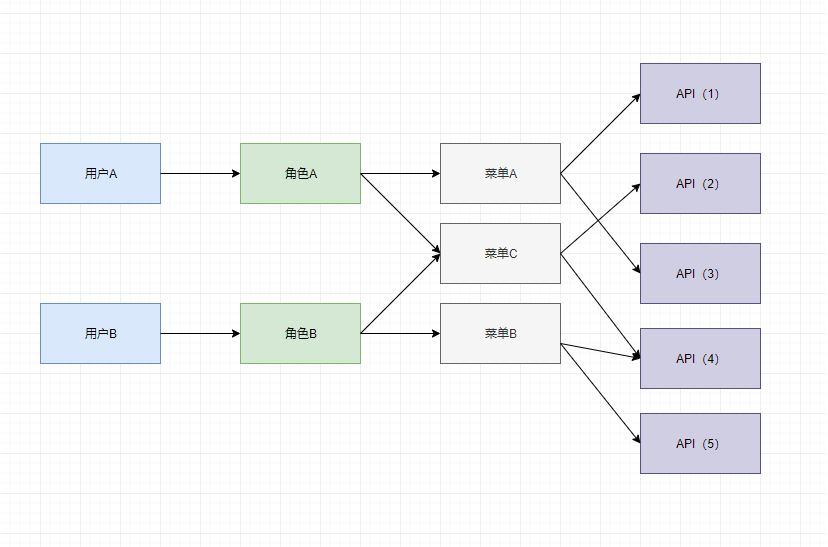 API（1）
用户A
角色A
菜单A
API（2）
菜单C
API（3）
用户B
角色B
菜单B
API（4）
API（5）